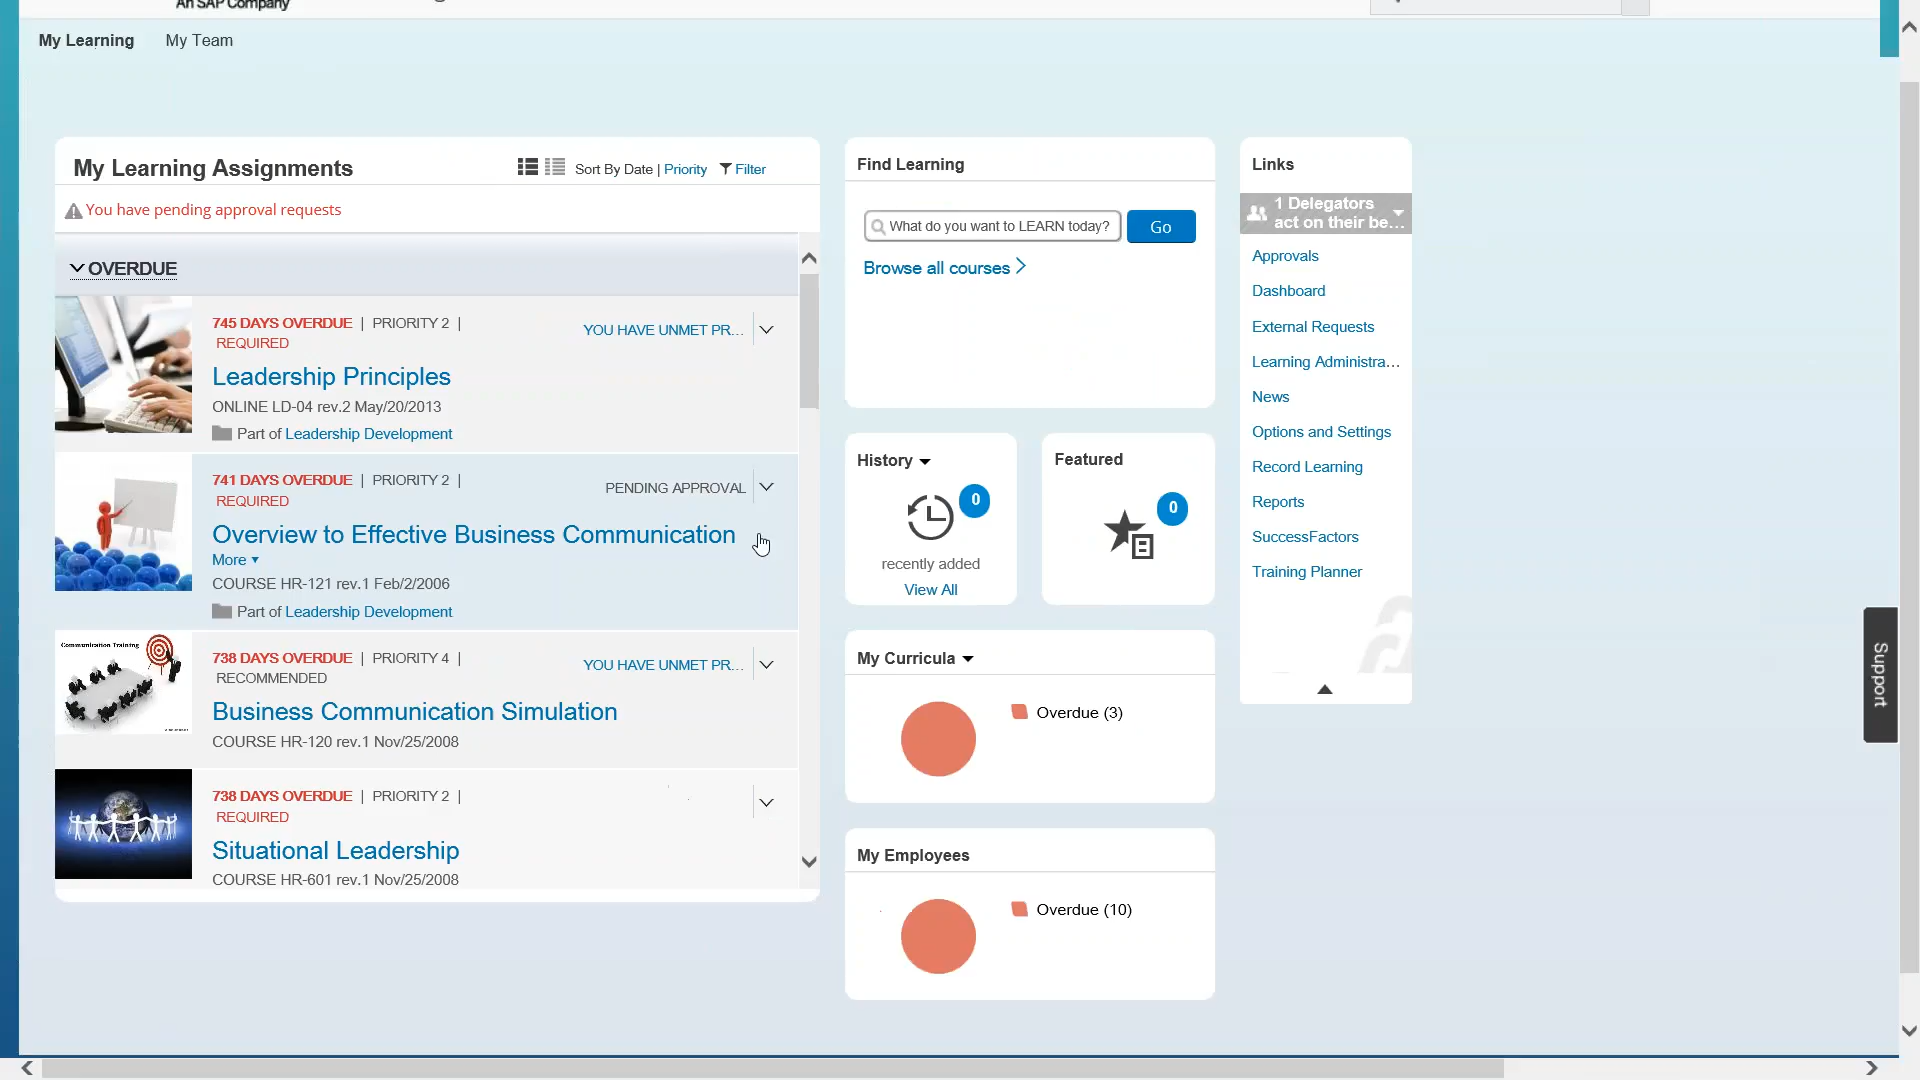 An SAP Company
My Learning
My Team
My Learning Assignments
Sort By Date | Priority
Filter
You have pending approval requests
OVERDUE
745 DAYS OVERDUE | PRIORITY 2 |
REQUIRED
YOU HAVE UNMET PR...
Leadership Principles
ONLINE LD-04 rev.2 May/20/2013
Part of Leadership Development
741 DAYS OVERDUE | PRIORITY 2 |
REQUIRED
PENDING APPROVAL
Overview to Effective Business Communication
More
COURSE HR-121 rev.1 Feb/2/2006
Part of Leadership Development
Communication Training
738 DAYS OVERDUE | PRIORITY 4 |
RECOMMENDED
YOU HAVE UNMET PR...
Business Communication Simulation
COURSE HR-120 rev.1 Nov/25/2008
738 DAYS OVERDUE | PRIORITY 2 |
REQUIRED
Situational Leadership
COURSE HR-601 rev.1 Nov/25/2008
Find Learning
What do you want to LEARN today?
Go
Browse all courses
History
0
recently added
View All
Featured
0
My Curricula
Overdue (3)
My Employees
Overdue (10)
Links
1 Delegators
act on their be...
Approvals
Dashboard
External Requests
Learning Administra...
News
Options and Settings
Record Learning
Reports
SuccessFactors
Training Planner
Support